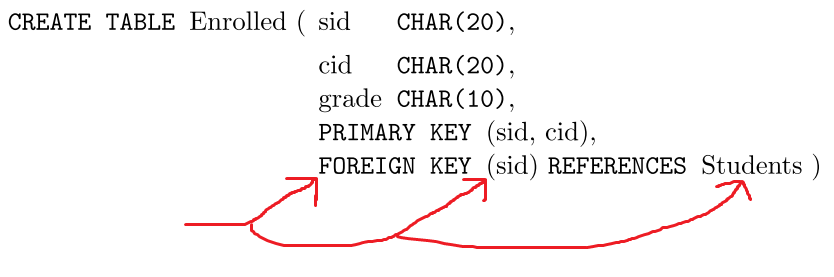 CREATE TABLE Enrolled ( sid CHAR(20),
cid CHAR(20),
grade CHAR(10),
PRIMARY KEY (sid, cid),
FOREIGN KEY (sid) REFERENCES Students )